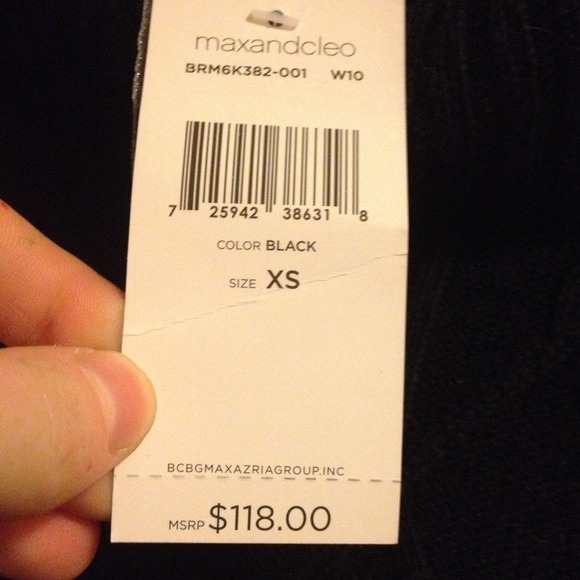 maxandcleo
BRM6K382-001 W10
7 25942 38631 8
COLOR BLACK
SIZE XS
BCBGMAXAZRIAGROUP.INC
MSRP $118.00